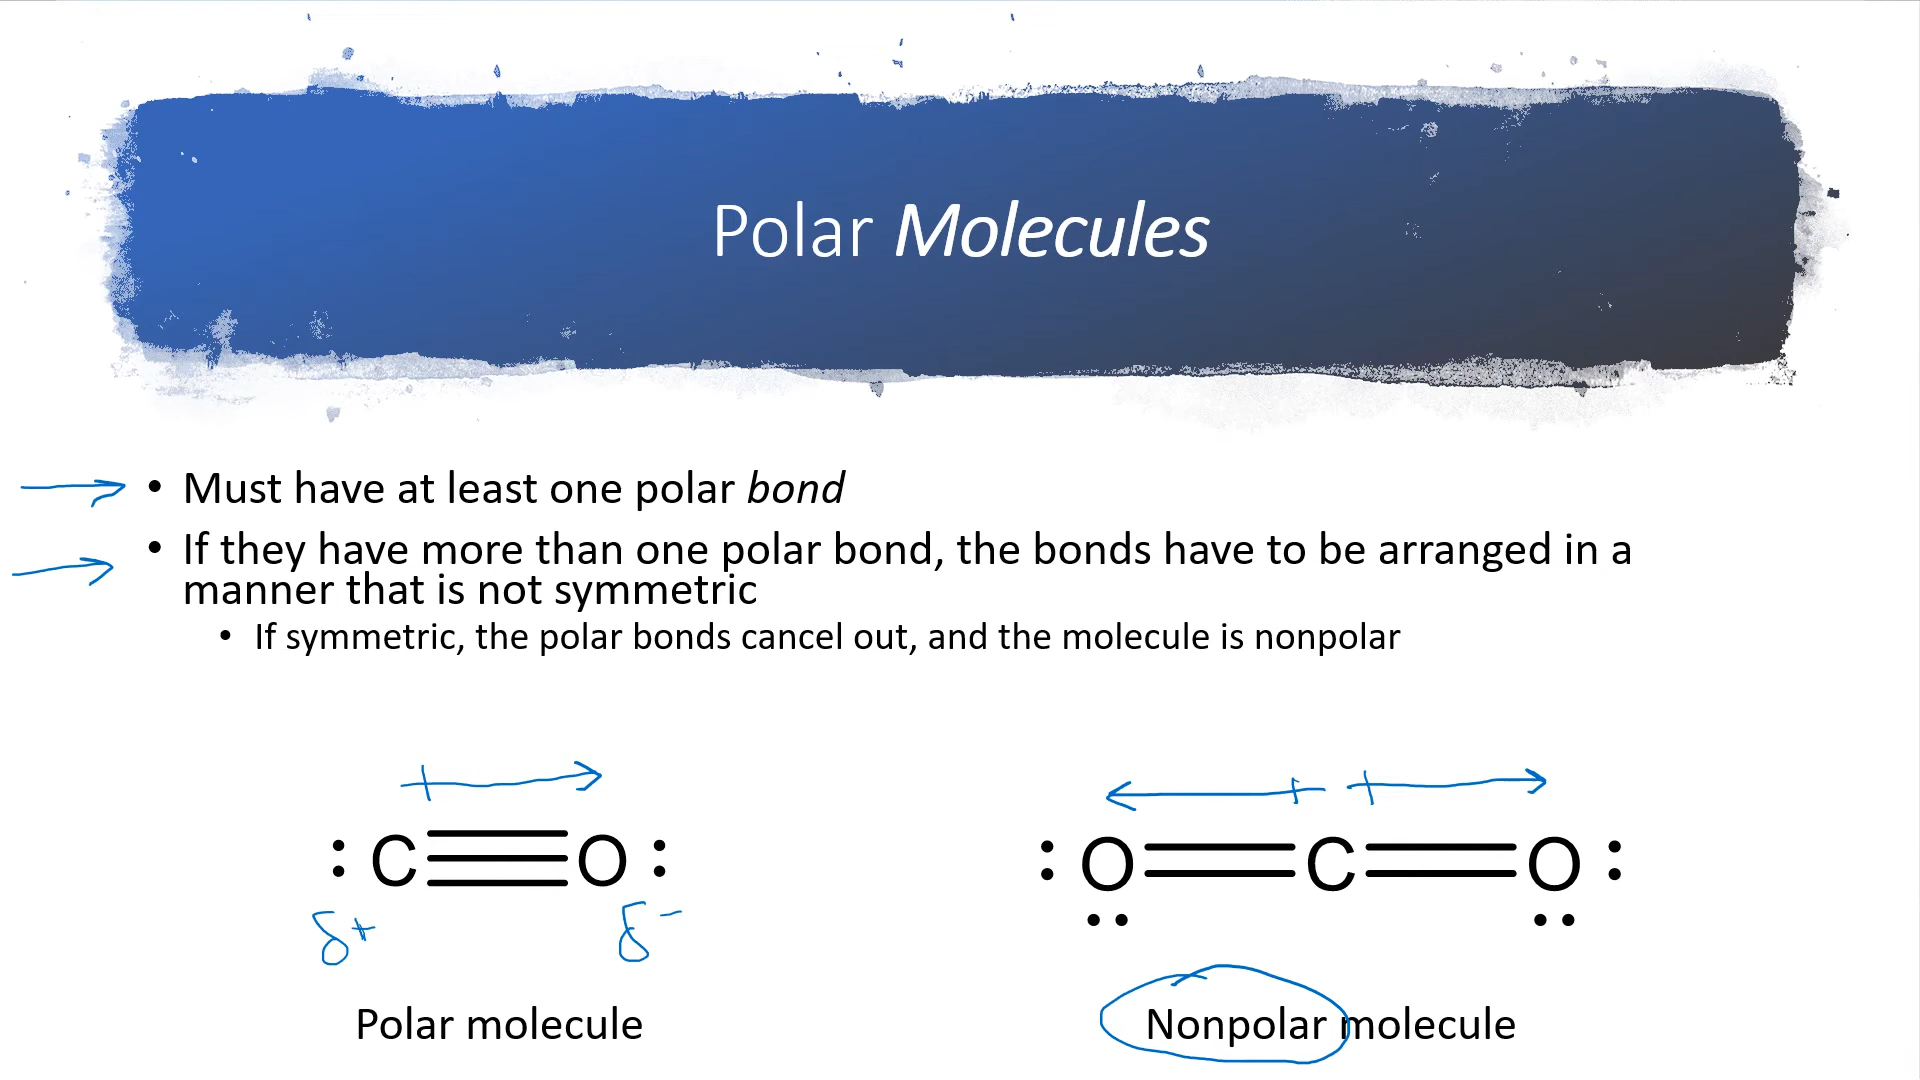 Polar Molecules
• Must have at least one polar bond
• If they have more than one polar bond, the bonds have to be arranged in a
manner that is not symmetric
• If symmetric, the polar bonds cancel out, and the molecule is nonpolar
:C≡O:
:O=C=O:
δ+ δ−
Polar molecule
Nonpolar molecule